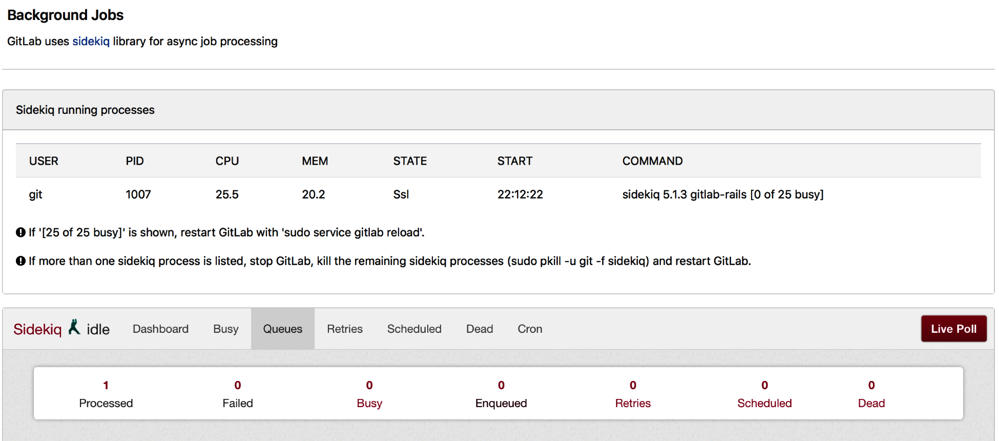 Background Jobs
GitLab uses sidekiq library for async job processing
Sidekiq running processes
USER PID CPU MEM STATE START COMMAND
git 1007 25.5 20.2 Ssl 22:12:22 sidekiq 5.1.3 gitlab-rails [0 of 25 busy]
If '[25 of 25 busy]' is shown, restart GitLab with 'sudo service gitlab reload'.
If more than one sidekiq process is listed, stop GitLab, kill the remaining sidekiq processes (sudo pkill -u git -f sidekiq) and restart GitLab.
Sidekiq idle Dashboard Busy Queues Retries Scheduled Dead Cron Live Poll
1 0 0 0 0 0 0
Processed Failed Busy Enqueued Retries Scheduled Dead